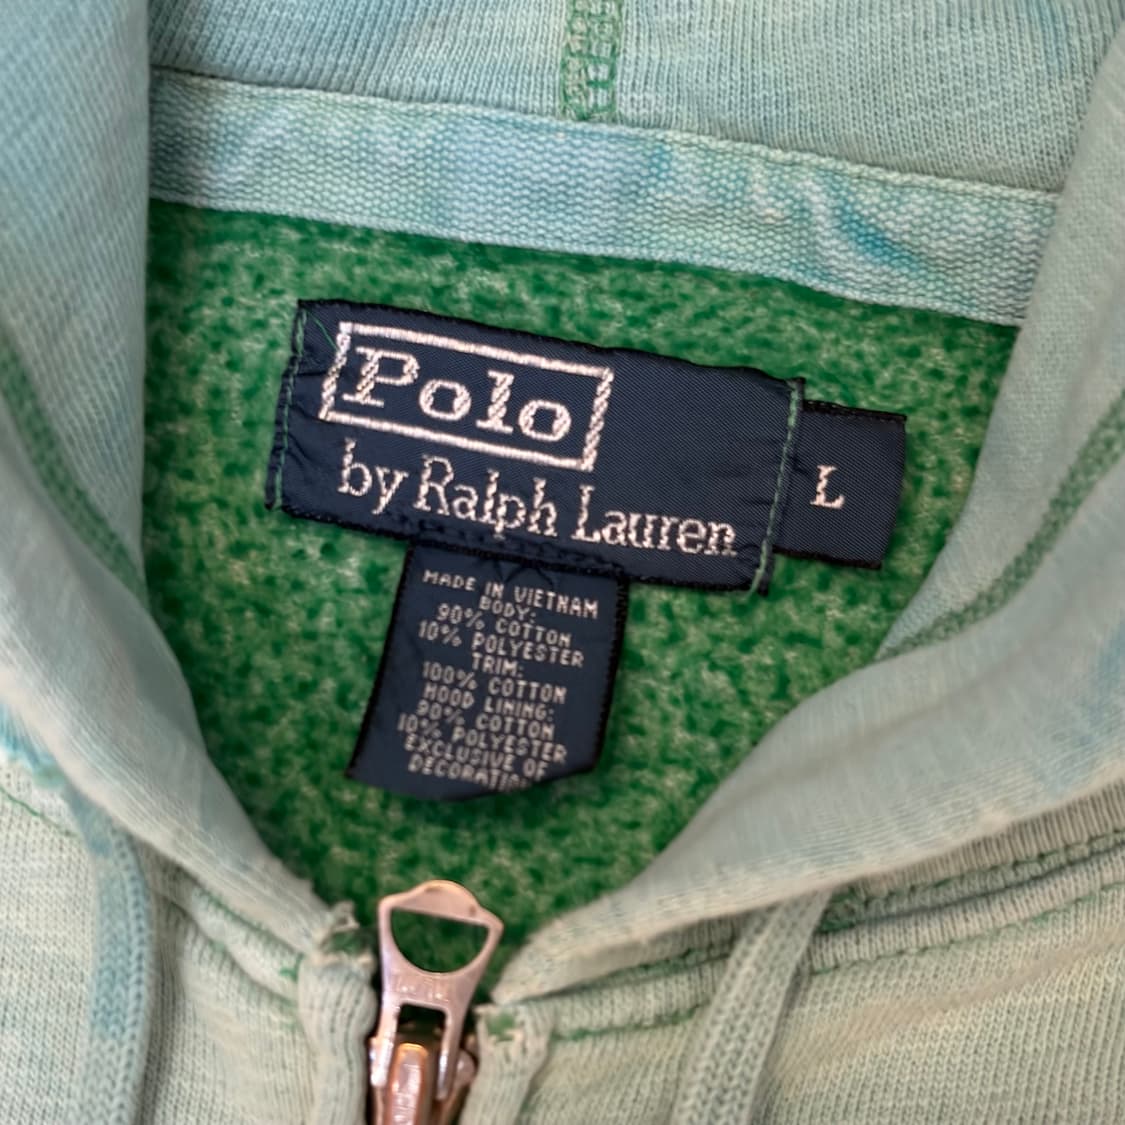 Polo
by Ralph Lauren
L
MADE IN VIETNAM
BODY:
90% COTTON
10% POLYESTER
TRIM:
100% COTTON
HOOD LINING:
90% COTTON
10% POLYESTER
EXCLUSIVE OF